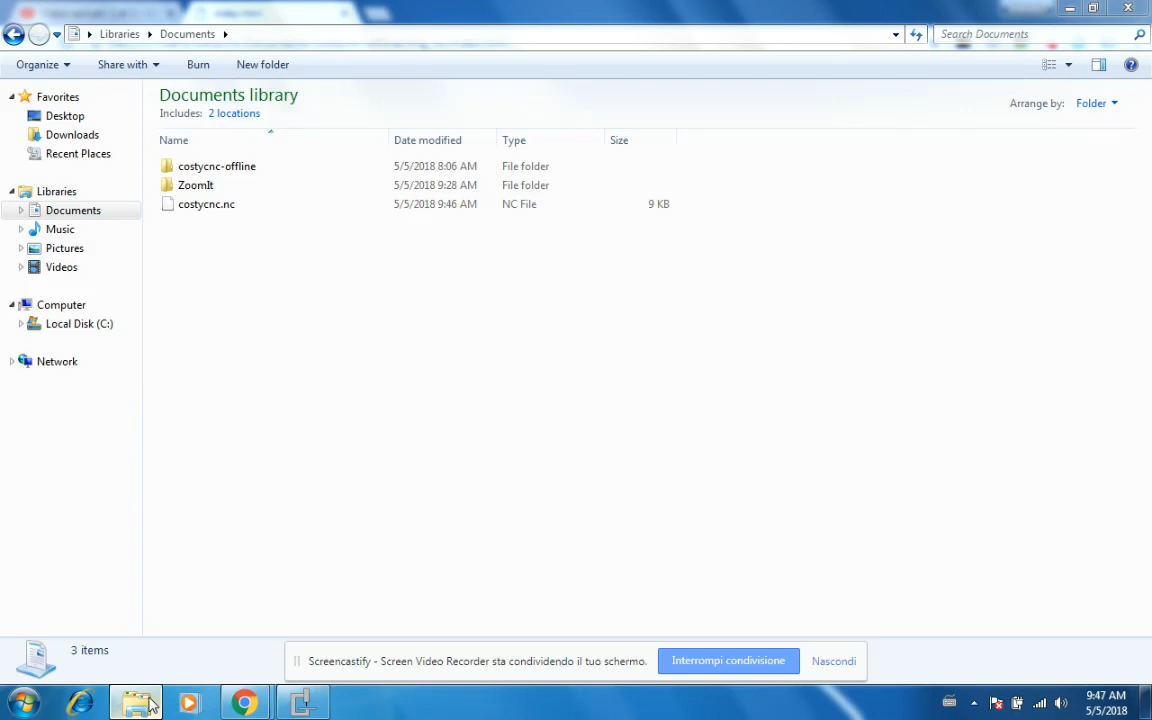 Libraries Documents
Search Documents
Organize Share with Burn New folder
Favorites
Desktop
Downloads
Recent Places
Libraries
Documents
Music
Pictures
Videos
Computer
Local Disk (C:)
Network
Documents library
Includes: 2 locations
Arrange by: Folder
Name Date modified Type Size
costycnc-offline 5/5/2018 8:06 AM File folder
ZoomIt 5/5/2018 9:28 AM File folder
costycnc.nc 5/5/2018 9:46 AM NC File 9 KB
3 items
Screencastify - Screen Video Recorder sta condividendo il tuo schermo. Interrompi condivisione Nascondi
9:47 AM
5/5/2018